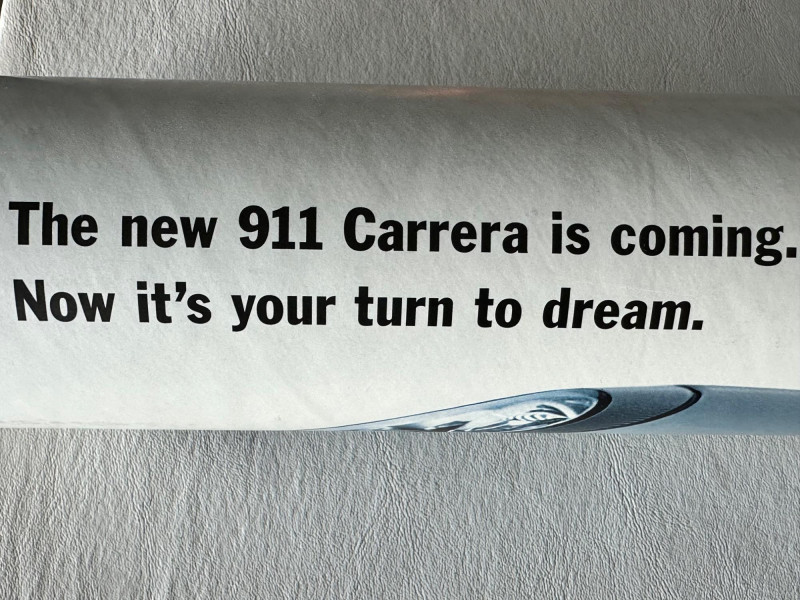 The new 911 Carrera is coming.
Now it's your turn to dream.